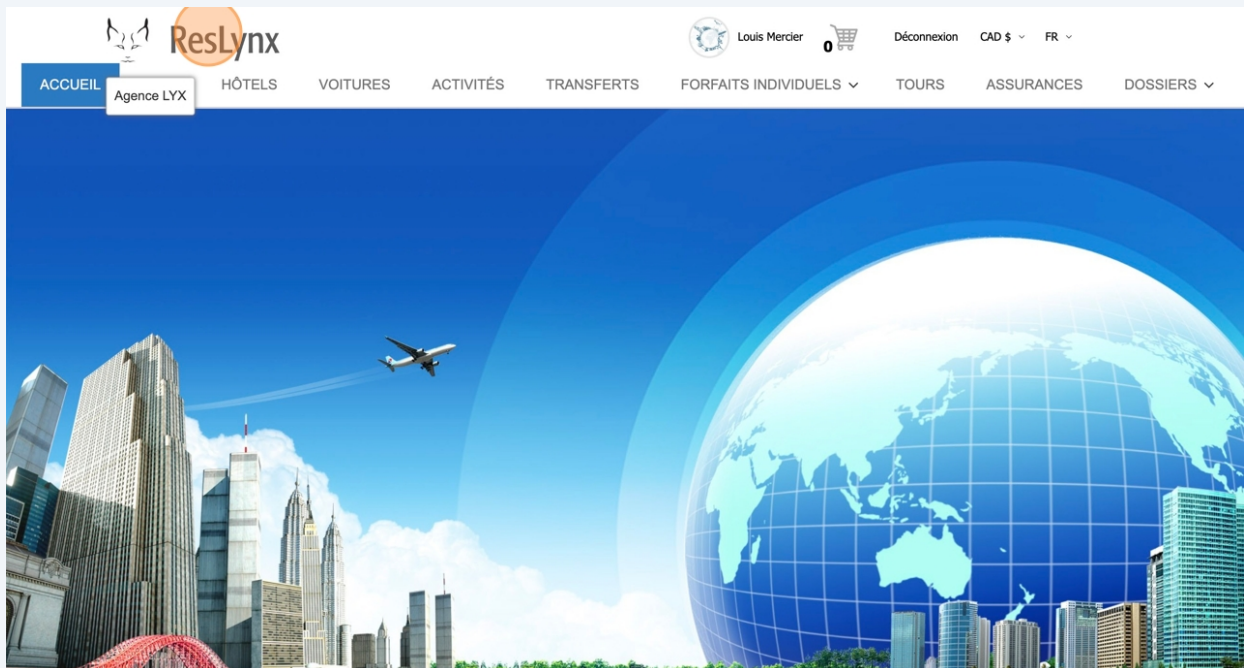 ResLynx
Louis Mercier 0 Déconnexion CAD $ FR
ACCUEIL HÔTELS VOITURES ACTIVITÉS TRANSFERTS FORFAITS INDIVIDUELS TOURS ASSURANCES DOSSIERS
Agence LYX